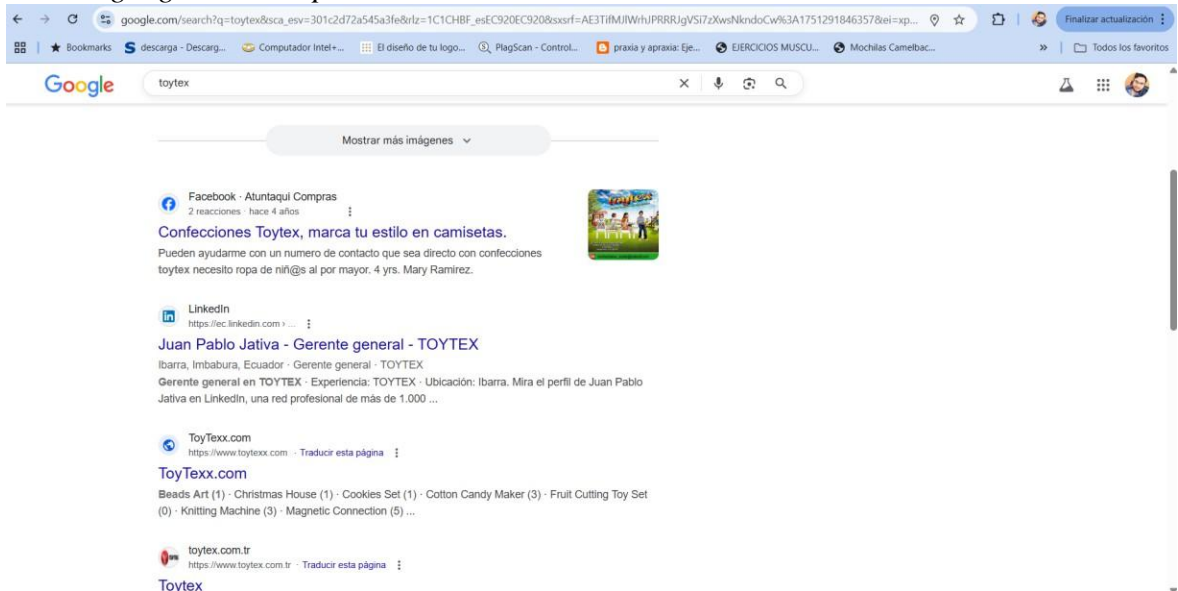 google.com/search?q=toytex&sca_esv=301c2d72a545a3fe&rlz=1C1CHBF_esEC920EC920&sxsrf=AE3TifMJlWrhJPRRRJgVSi7zXwsNkndoCw%3A1751291846357&ei=xp...
Finalizar actualización
Bookmarks
descarga - Descarg...
Computador Intel+...
El diseño de tu logo...
PlagScan - Control...
praxia y apraxia: Eje...
EJERCICIOS MUSCU...
Mochilas Camelbac...
»
Todos los favoritos
Google
toytex
Mostrar más imágenes
Facebook · Atuntaqui Compras
2 reacciones · hace 4 años
toytex
Confecciones Toytex, marca tu estilo en camisetas.
Pueden ayudarme con un numero de contacto que sea directo con confecciones
toytex necesito ropa de niñ@s al por mayor. 4 yrs. Mary Ramirez.
LinkedIn
https://ec.linkedin.com › ...
Juan Pablo Jativa - Gerente general - TOYTEX
Ibarra, Imbabura, Ecuador · Gerente general · TOYTEX
Gerente general en TOYTEX · Experiencia: TOYTEX · Ubicación: Ibarra. Mira el perfil de Juan Pablo
Jativa en LinkedIn, una red profesional de más de 1.000 ...
ToyTexx.com
https://www.toytexx.com · Traducir esta página
ToyTexx.com
Beads Art (1) · Christmas House (1) · Cookies Set (1) · Cotton Candy Maker (3) · Fruit Cutting Toy Set
(0) · Knitting Machine (3) · Magnetic Connection (5) ...
toytex.com.tr
https://www.toytex.com.tr · Traducir esta página
Toytex